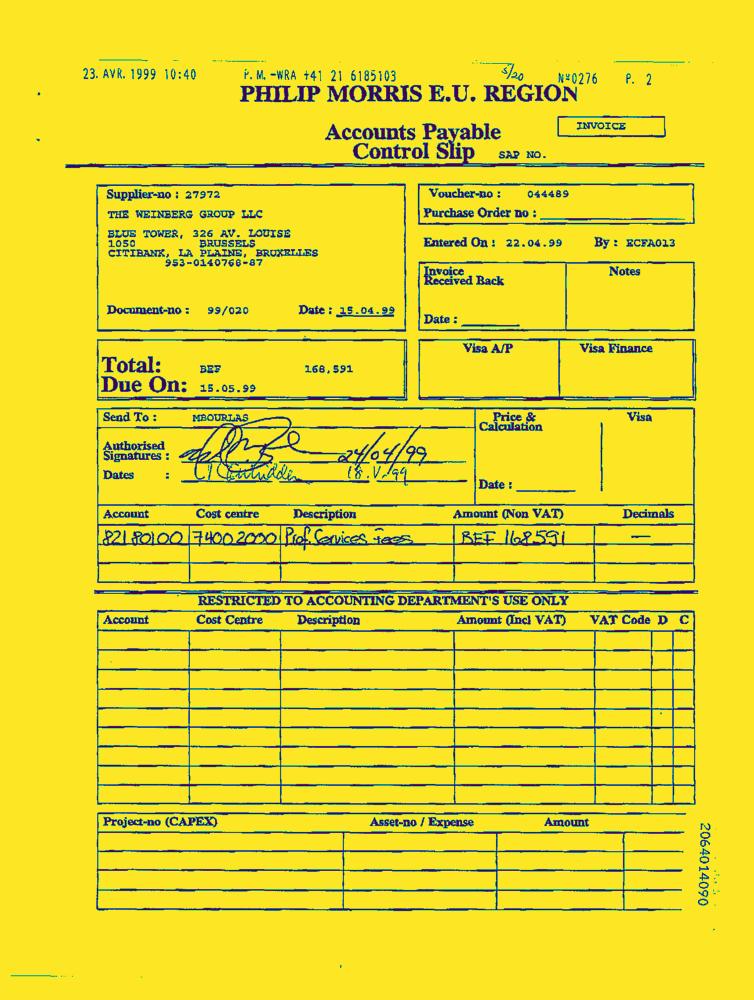 23. AVR. 1999 10:40 P. M. -WRA +41 21 6185103 5/20 Nº0276 P. 2
PHILIP MORRIS E.U. REGION
Accounts Payable
Control Slip
INVOICE
SAP NO.
Supplier-no : 27972
THE WEINBERG GROUP LLC
BLUE TOWER, 326 AV. LOUISE
1050 BRUSSELS
CITIBANK, LA PLAINE, BRUXELLES
953-0140768-87
Document-no : 99/020 Date : 15.04.99
Voucher-no : 044489
Purchase Order no :
Entered On : 22.04.99 By : ECFA013
Invoice
Received Back
Notes
Date :
Total: BEF 168,591
Due On: 15.05.99
Visa A/P Visa Finance
Send To : MBOURLAS
Authorised
Signatures :
24/04/99
Dates :
18.V.99
Price &
Calculation
Visa
Date :
Account Cost centre Description Amount (Non VAT) Decimals
82180100 74002000 Prof. Services Fees BEF 168591 —
RESTRICTED TO ACCOUNTING DEPARTMENT'S USE ONLY
Account Cost Centre Description Amount (Incl VAT) VAT Code D C
Project-no (CAPEX) Asset-no / Expense Amount
2064014090